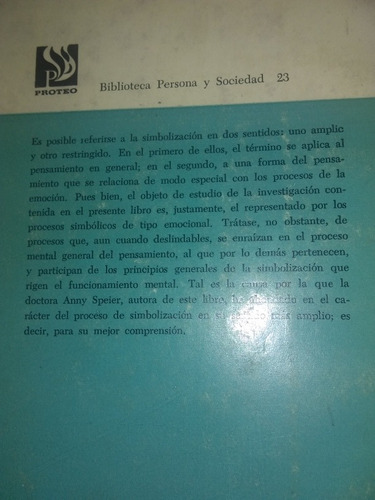 PROTEO
Biblioteca Persona y Sociedad 23
Es posible referirse a la simbolización en dos sentidos: uno amplio
y otro restringido. En el primero de ellos, el término se aplica al
pensamiento en general; en el segundo, a una forma del pensa-
miento que se relaciona de modo especial con los procesos de la
emoción. Pues bien, el objeto de estudio de la investigación con-
tenida en el presente libro es, justamente, el representado por los
procesos simbólicos de tipo emocional. Trátase, no obstante, de
procesos que, aun cuando deslindables, se enraízan en el proceso
mental general del pensamiento, al que por lo demás pertenecen,
y participan de los principios generales de la simbolización que
rigen el funcionamiento mental. Tal es la causa por la que la
doctora Anny Speier, autora de este libro, ha en el ca-
rácter del proceso de simbolización en su más amplio; es
decir, para su mejor comprensión.